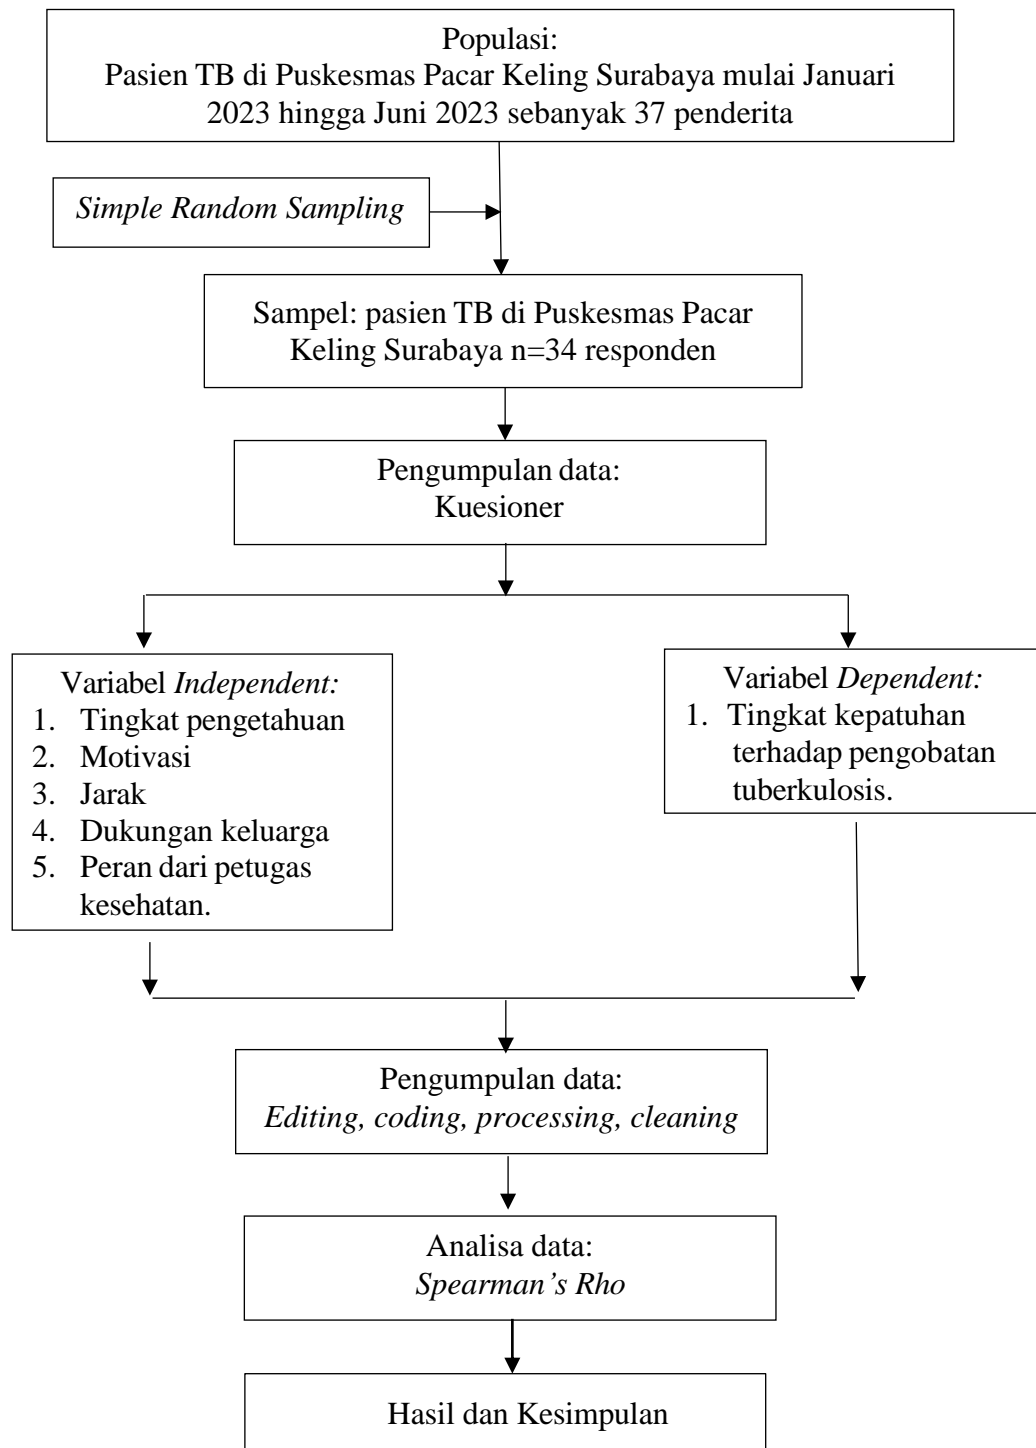 Populasi:
Pasien TB di Puskesmas Pacar Keling Surabaya mulai Januari
2023 hingga Juni 2023 sebanyak 37 penderita
Simple Random Sampling
Sampel: pasien TB di Puskesmas Pacar
Keling Surabaya n=34 responden
Pengumpulan data:
Kuesioner
Variabel Independent:
1. Tingkat pengetahuan
2. Motivasi
3. Jarak
4. Dukungan keluarga
5. Peran dari petugas
kesehatan.
Variabel Dependent:
1. Tingkat kepatuhan
terhadap pengobatan
tuberkulosis.
Pengumpulan data:
Editing, coding, processing, cleaning
Analisa data:
Spearman’s Rho
Hasil dan Kesimpulan